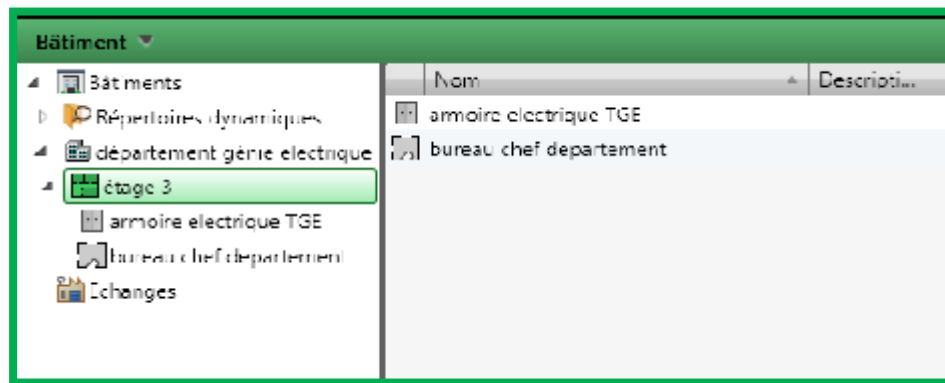 Bâtiment
Bâtiments
Répertoires dynamiques
département génie electrique
étage 3
armoire electrique TGE
bureau chef departement
Echanges
Nom Descripti...
armoire electrique TGE
bureau chef departement